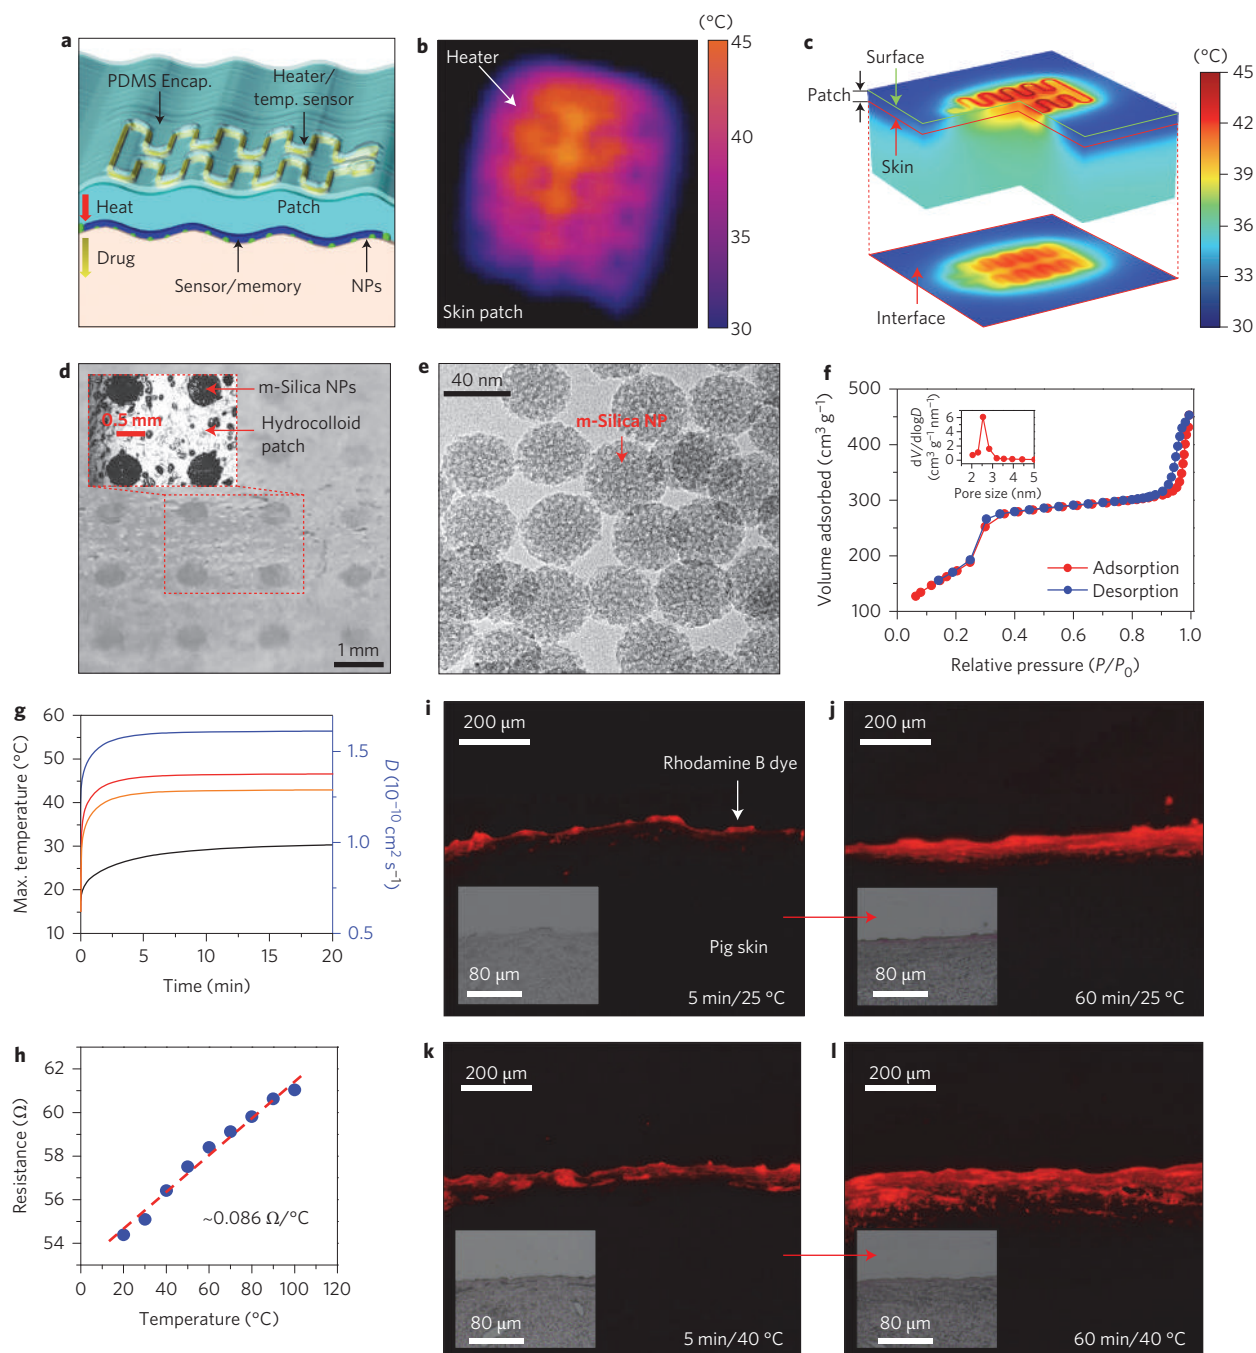 a
PDMS Encap.
Heater/
temp. sensor
Heat
Patch
Drug
Sensor/memory
NPs
b
(°C)
Heater
Skin patch
45
40
35
30
c
(°C)
Surface
Patch
Skin
Interface
45
42
39
36
33
30
d
m-Silica NPs
0.5 mm
Hydrocolloid
patch
1 mm
e
40 nm
m-Silica NP
f
Volume adsorbed (cm³ g⁻¹)
500
400
300
200
100
dV/dlogD
(cm³ g⁻¹ nm⁻¹)
6
4
2
0
2 3 4 5
Pore size (nm)
Adsorption
Desorption
0.0 0.2 0.4 0.6 0.8 1.0
Relative pressure (P/P₀)
g
Max. temperature (°C)
60
50
40
30
20
10
1.5
1.0
0.5
D (10⁻¹⁰ cm² s⁻¹)
0 5 10 15 20
Time (min)
h
Resistance (Ω)
62
60
58
56
54
~0.086 Ω/°C
0 20 40 60 80 100 120
Temperature (°C)
i
200 μm
Rhodamine B dye
Pig skin
80 μm
5 min/25 °C
j
200 μm
80 μm
60 min/25 °C
k
200 μm
80 μm
5 min/40 °C
l
200 μm
80 μm
60 min/40 °C